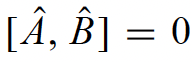 [Â, B̂] = 0